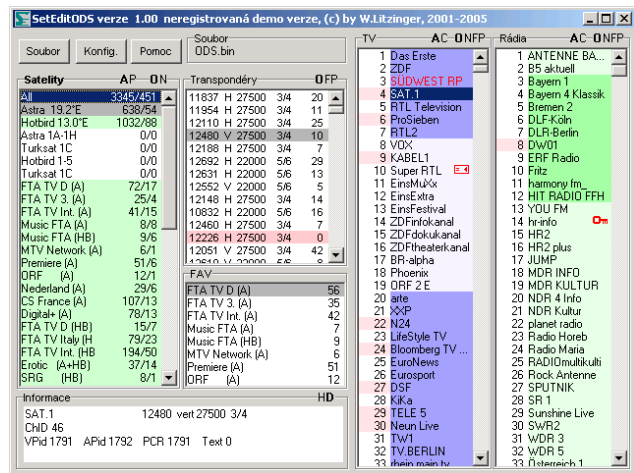 SetEditODS verze 1.00 neregistrovaná demo verze, (c) by W.Litzinger, 2001-2005
Soubor
Konfig.
Pomoc
Soubor
ODS.bin
Satelity AP ON
All 3345/451
Astra 19.2°E 638/54
Hotbird 13.0°E 1032/88
Astra 1A-1H 0/0
Turksat 1C 0/0
Hotbird 1-5 0/0
Turksat 1C 0/0
FTA TV D (A) 72/17
FTA TV 3. (A) 25/4
FTA TV Int. (A) 41/15
Music FTA (A) 8/8
Music FTA (HB) 9/6
MTV Network (A) 6/1
Premiere (A) 51/6
ORF (A) 12/1
Nederland (A) 29/6
CS France (A) 107/13
Digital+ (A) 78/13
FTA TV D (HB) 15/7
FTA TV Italy (H 79/23
FTA TV Int. (HB 194/50
Erotic (A+HB) 37/14
SRG (HB) 8/1
Transpondéry OFP
11837 H 27500 3/4 20
11954 H 27500 3/4 11
12110 H 27500 3/4 25
12480 V 27500 3/4 10
12188 H 27500 3/4 7
12692 H 22000 5/6 29
12631 H 22000 5/6 13
12552 V 22000 5/6 5
12148 H 27500 3/4 14
10832 H 22000 5/6 16
12460 H 27500 3/4 7
12226 H 27500 3/4 0
12051 V 27500 3/4 42
FAV
FTA TV D (A) 56
FTA TV 3. (A) 35
FTA TV Int. (A) 42
Music FTA (A) 7
Music FTA (HB) 9
MTV Network (A) 6
Premiere (A) 51
ORF (A) 12
TV AC ONFP
1 Das Erste
2 ZDF
3 SÜDWEST RP
4 SAT.1
5 RTL Television
6 ProSieben
7 RTL2
8 VOX
9 KABEL1
10 Super RTL
11 EinsMuXx
12 EinsExtra
13 EinsFestival
14 ZDFinfokanal
15 ZDFdokukanal
16 ZDFtheaterkanal
17 BR-alpha
18 Phoenix
19 ORF 2 E
20 arte
21 XXP
22 N24
23 LifeStyle TV
24 Bloomberg TV ...
25 EuroNews
26 Eurosport
27 DSF
28 KiKa
29 TELE 5
30 Neun Live
31 TW1
32 TV.BERLIN
33 rhein main tv
Rádia AC ONFP
1 ANTENNE BA...
2 B5 aktuell
3 Bayern 1
4 Bayern 4 Klassik
5 Bremen 2
6 DLF-Köln
7 DLR-Berlin
8 DW01
9 ERF Radio
10 Fritz
11 harmony fm_
12 HIT RADIO FFH
13 YOU FM
14 hr-info
15 HR2
16 HR2 plus
17 JUMP
18 MDR INFO
19 MDR KULTUR
20 NDR 4 Info
21 NDR Kultur
22 planet radio
23 Radio Horeb
24 Radio Maria
25 RADIOmultikulti
26 Rock Antenne
27 SPUTNIK
28 SR 1
29 Sunshine Live
30 SWR2
31 WDR 3
32 WDR 5
33 Österreich 1
Informace HD
SAT.1 12480 vert 27500 3/4
ChID 46
VPid 1791 APid 1792 PCR 1791 Text 0